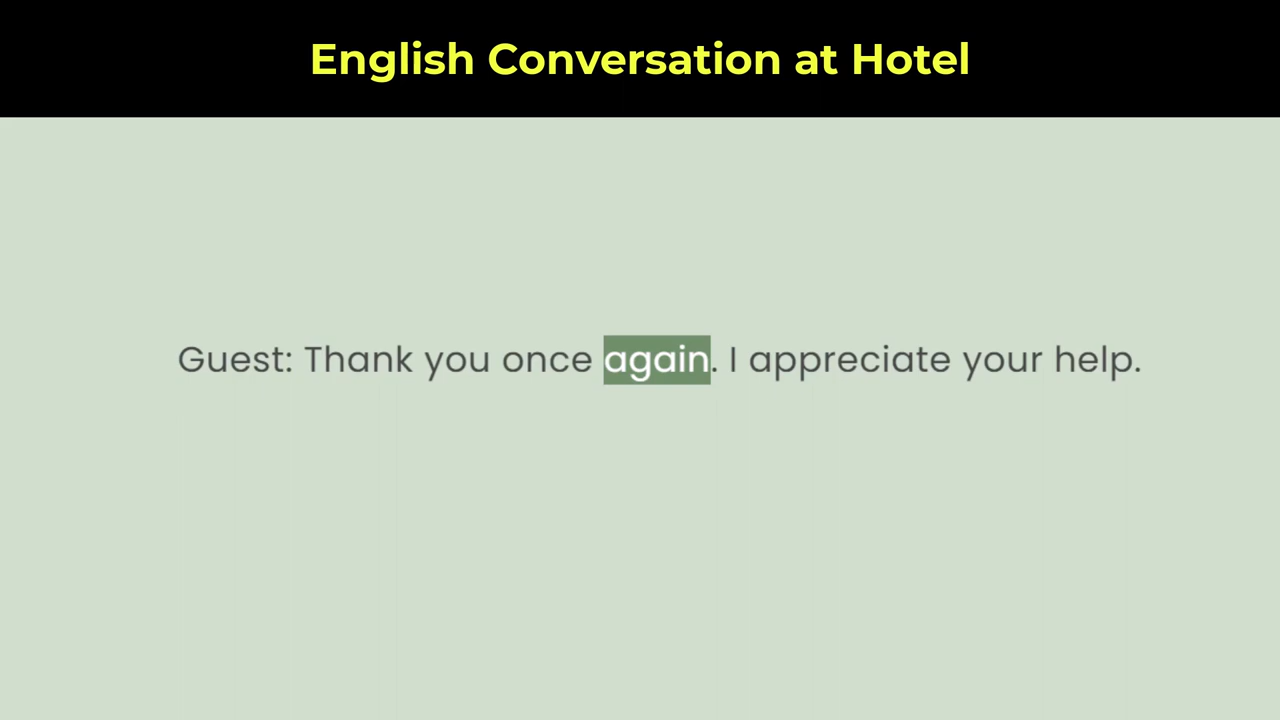 English Conversation at Hotel
Guest: Thank you once again. I appreciate your help.